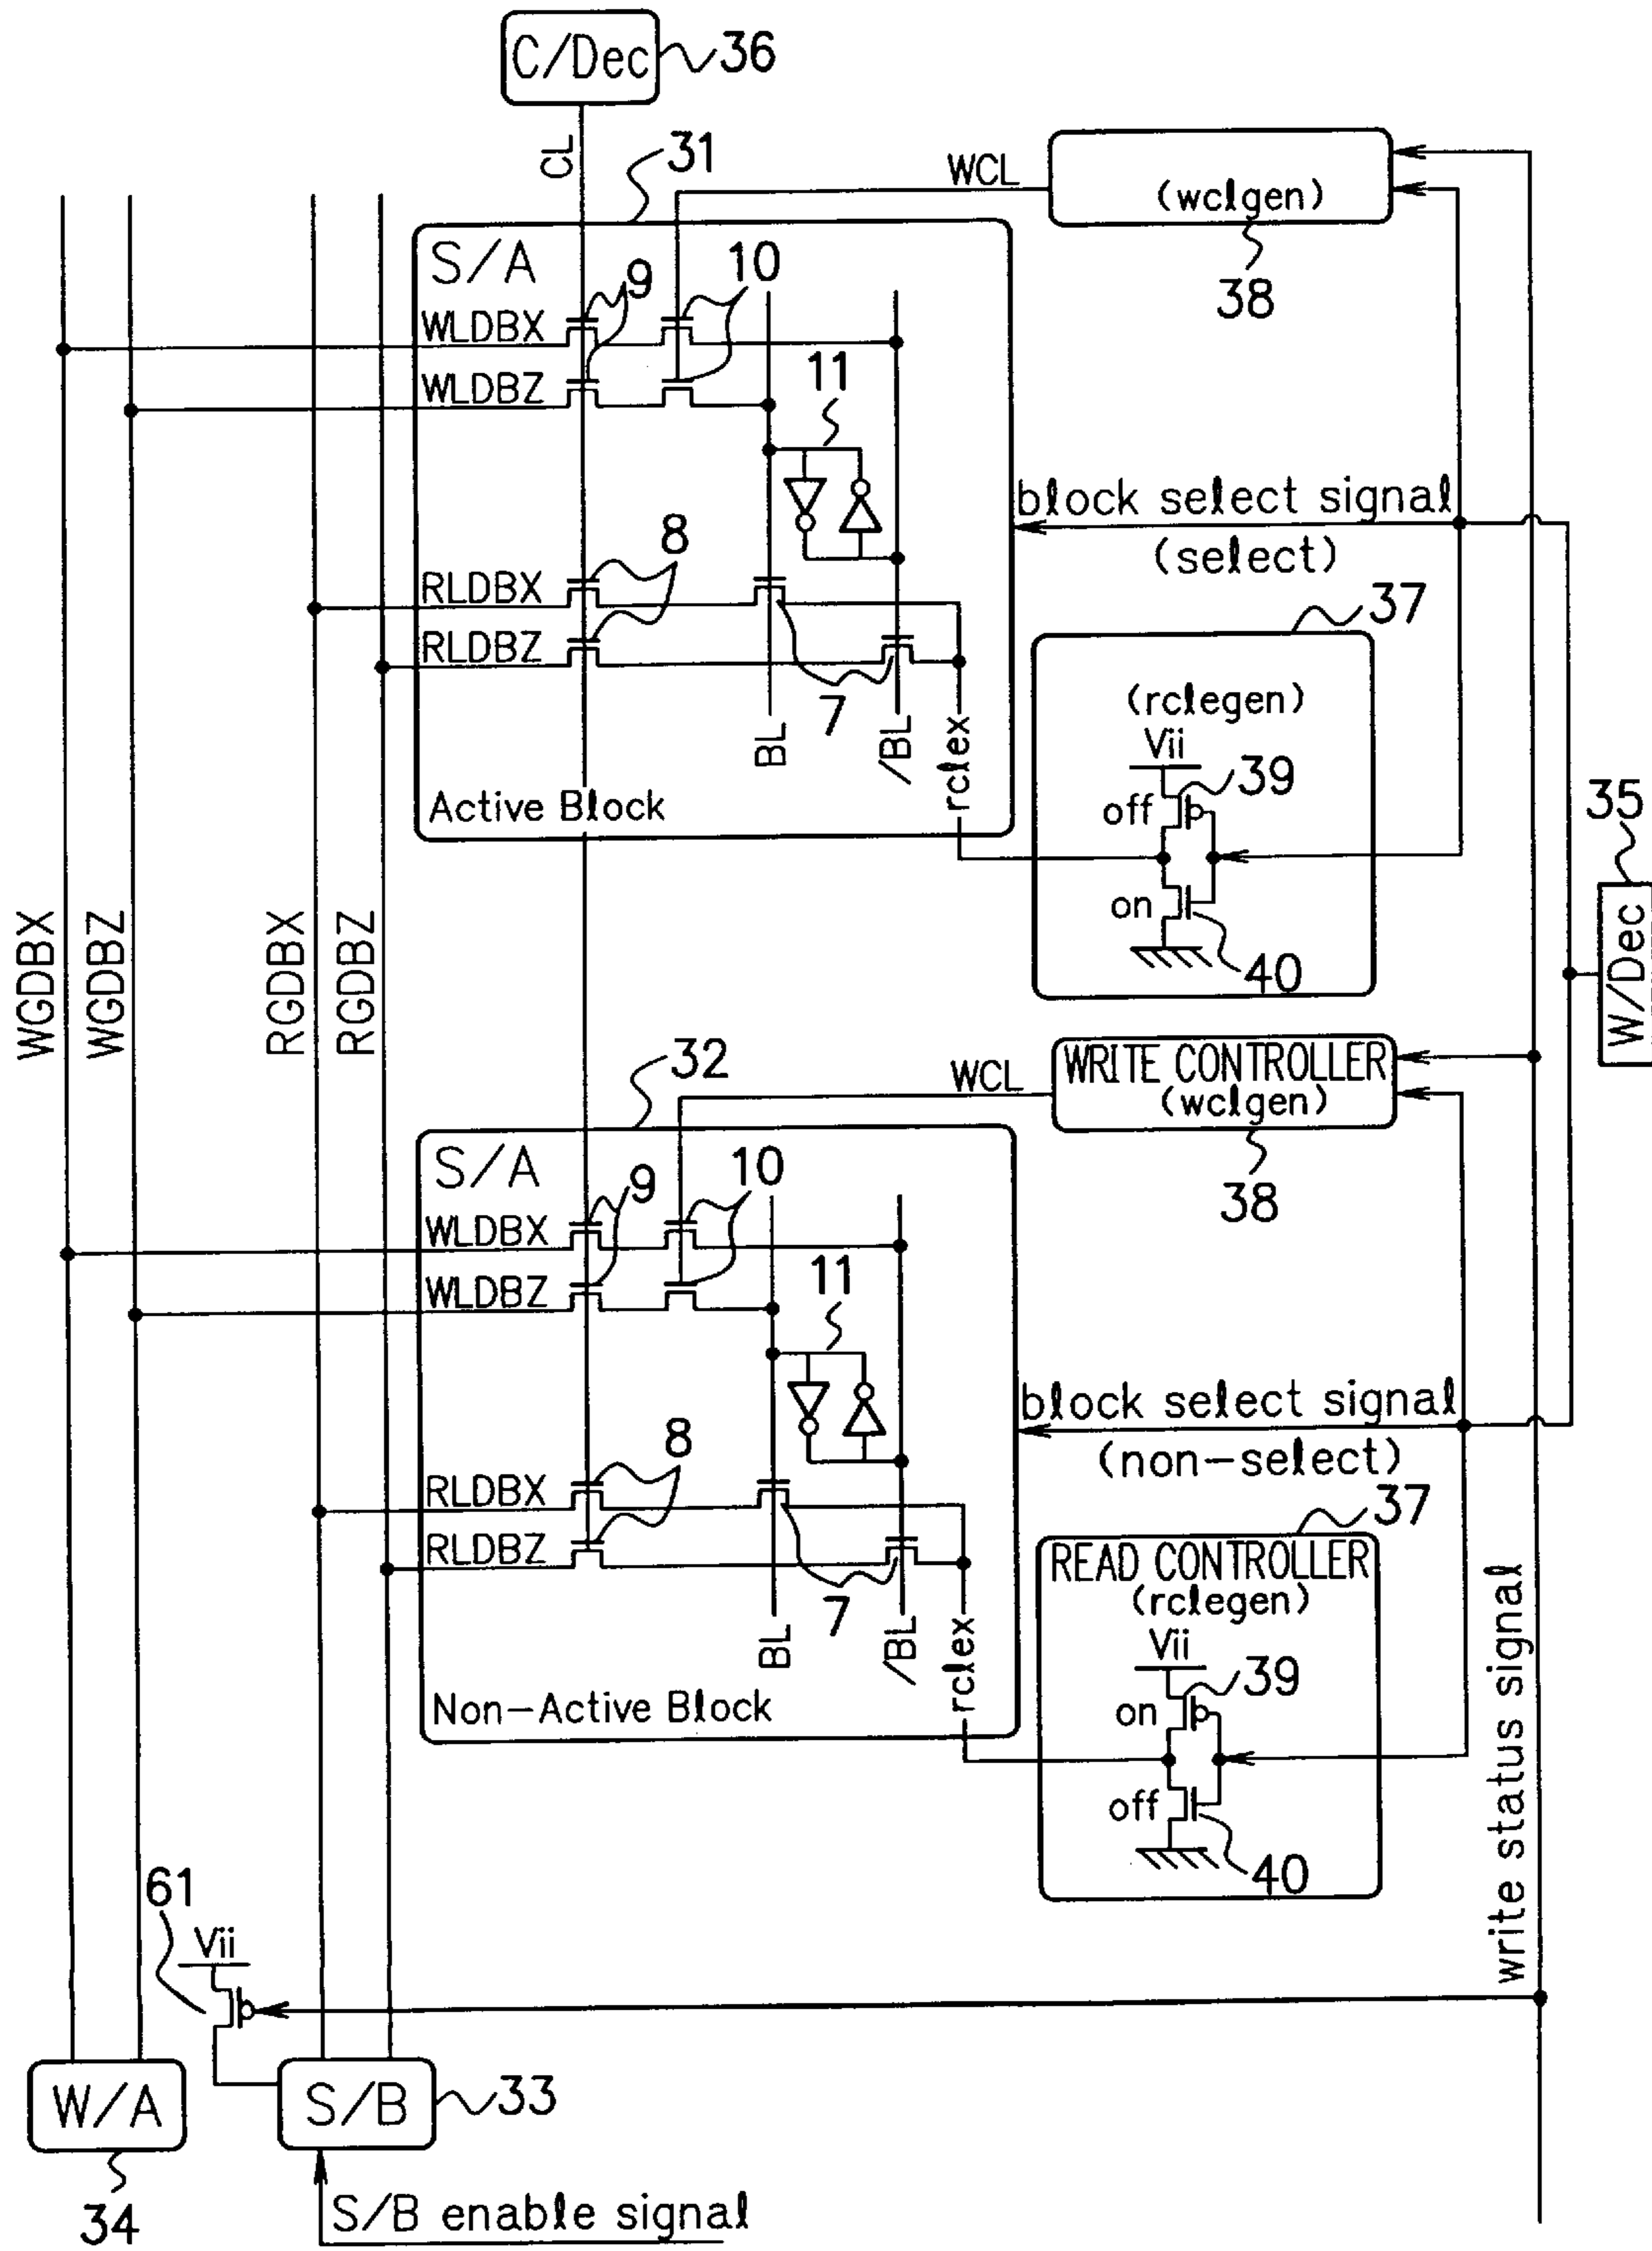 C/Dec
36
CL
31
WCL
(wclgen)
38
S/A
9
10
WLDBX
WLDBZ
11
block select signal
(select)
8
RLDBX
RLDBZ
7
BL
/BL
rclex
Active Block
37
(rclegen)
Vii
39
off
on
40
35
W/Dec
WGDBX
WGDBZ
RGDBX
RGDBZ
32
WCL
WRITE CONTROLLER
(wclgen)
38
S/A
9
10
WLDBX
WLDBZ
11
block select signal
(non-select)
8
RLDBX
RLDBZ
7
BL
/BL
rclex
Non-Active Block
37
READ CONTROLLER
(rclegen)
Vii
39
on
off
40
write status signal
61
Vii
W/A
34
S/B
33
S/B enable signal